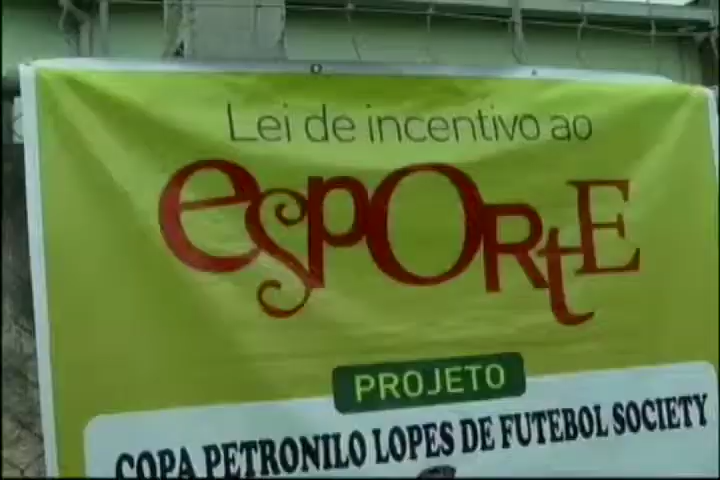 Lei de incentivo ao
esporte
PROJETO
COPA PETRONILO LOPES DE FUTEBOL SOCIETY